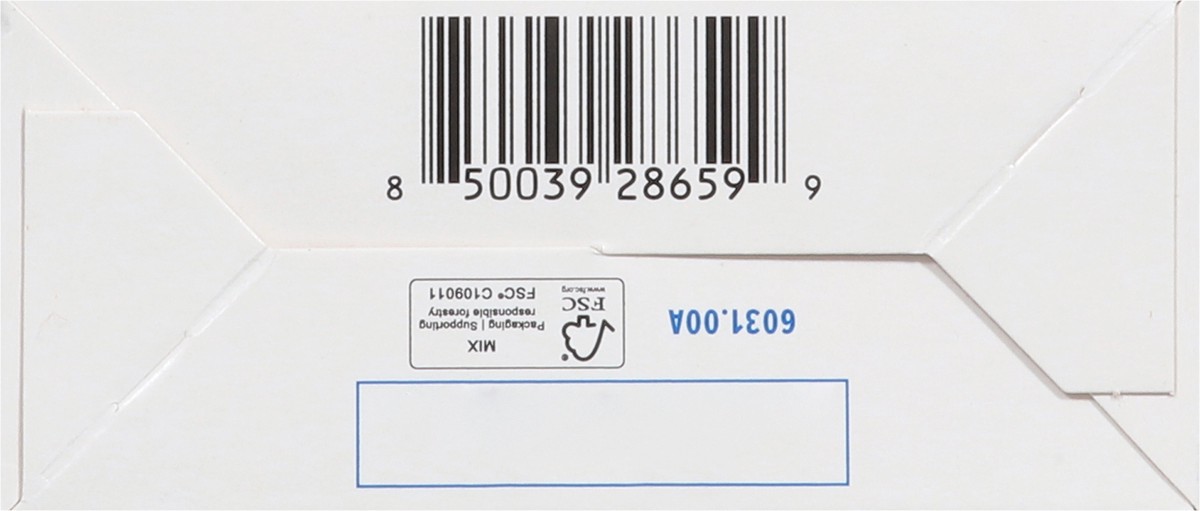 8 50039 28659 9
6031.00A
MIX
Packaging | Supporting
responsible forestry
FSC® C109011
®
FSC
www.fsc.org